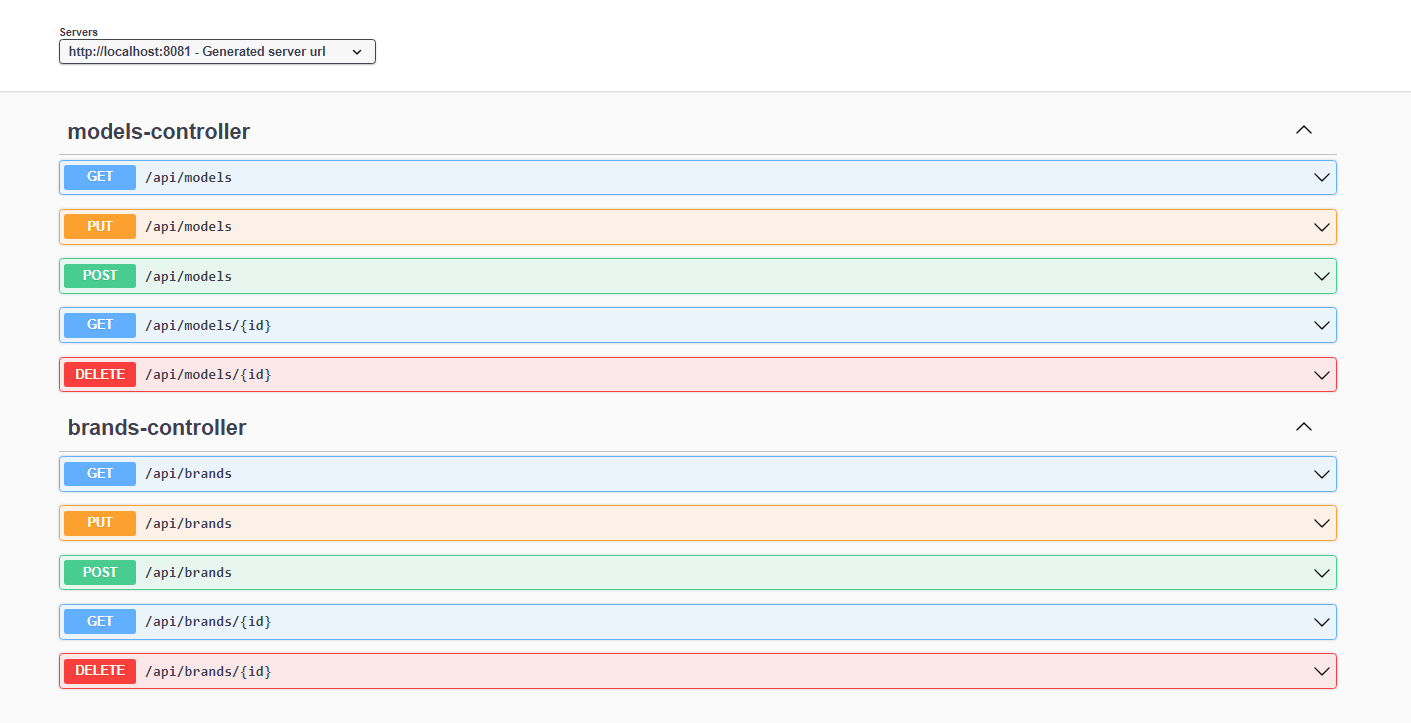 Servers
http://localhost:8081 - Generated server url
models-controller
GET /api/models
PUT /api/models
POST /api/models
GET /api/models/{id}
DELETE /api/models/{id}
brands-controller
GET /api/brands
PUT /api/brands
POST /api/brands
GET /api/brands/{id}
DELETE /api/brands/{id}